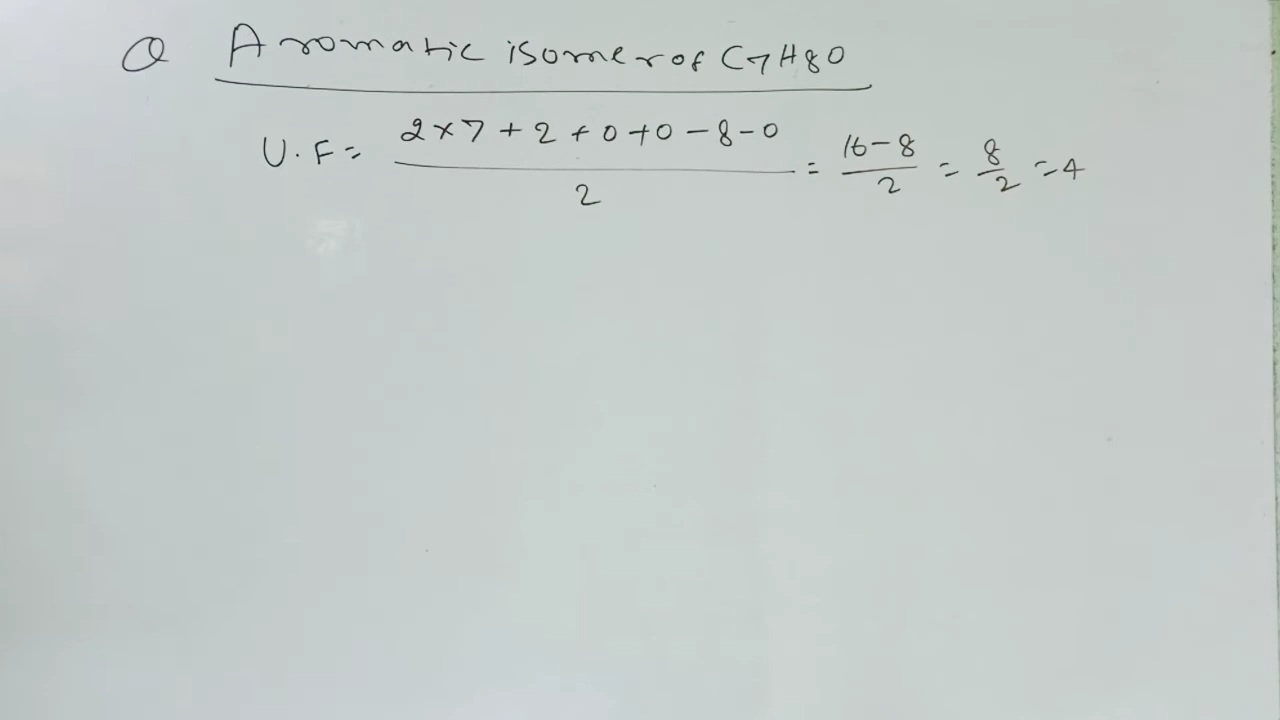 Q Aromatic isomer of C7H8O
U.F = 2×7+2+0+0-8-0 / 2 = 16-8 / 2 = 8 / 2 = 4